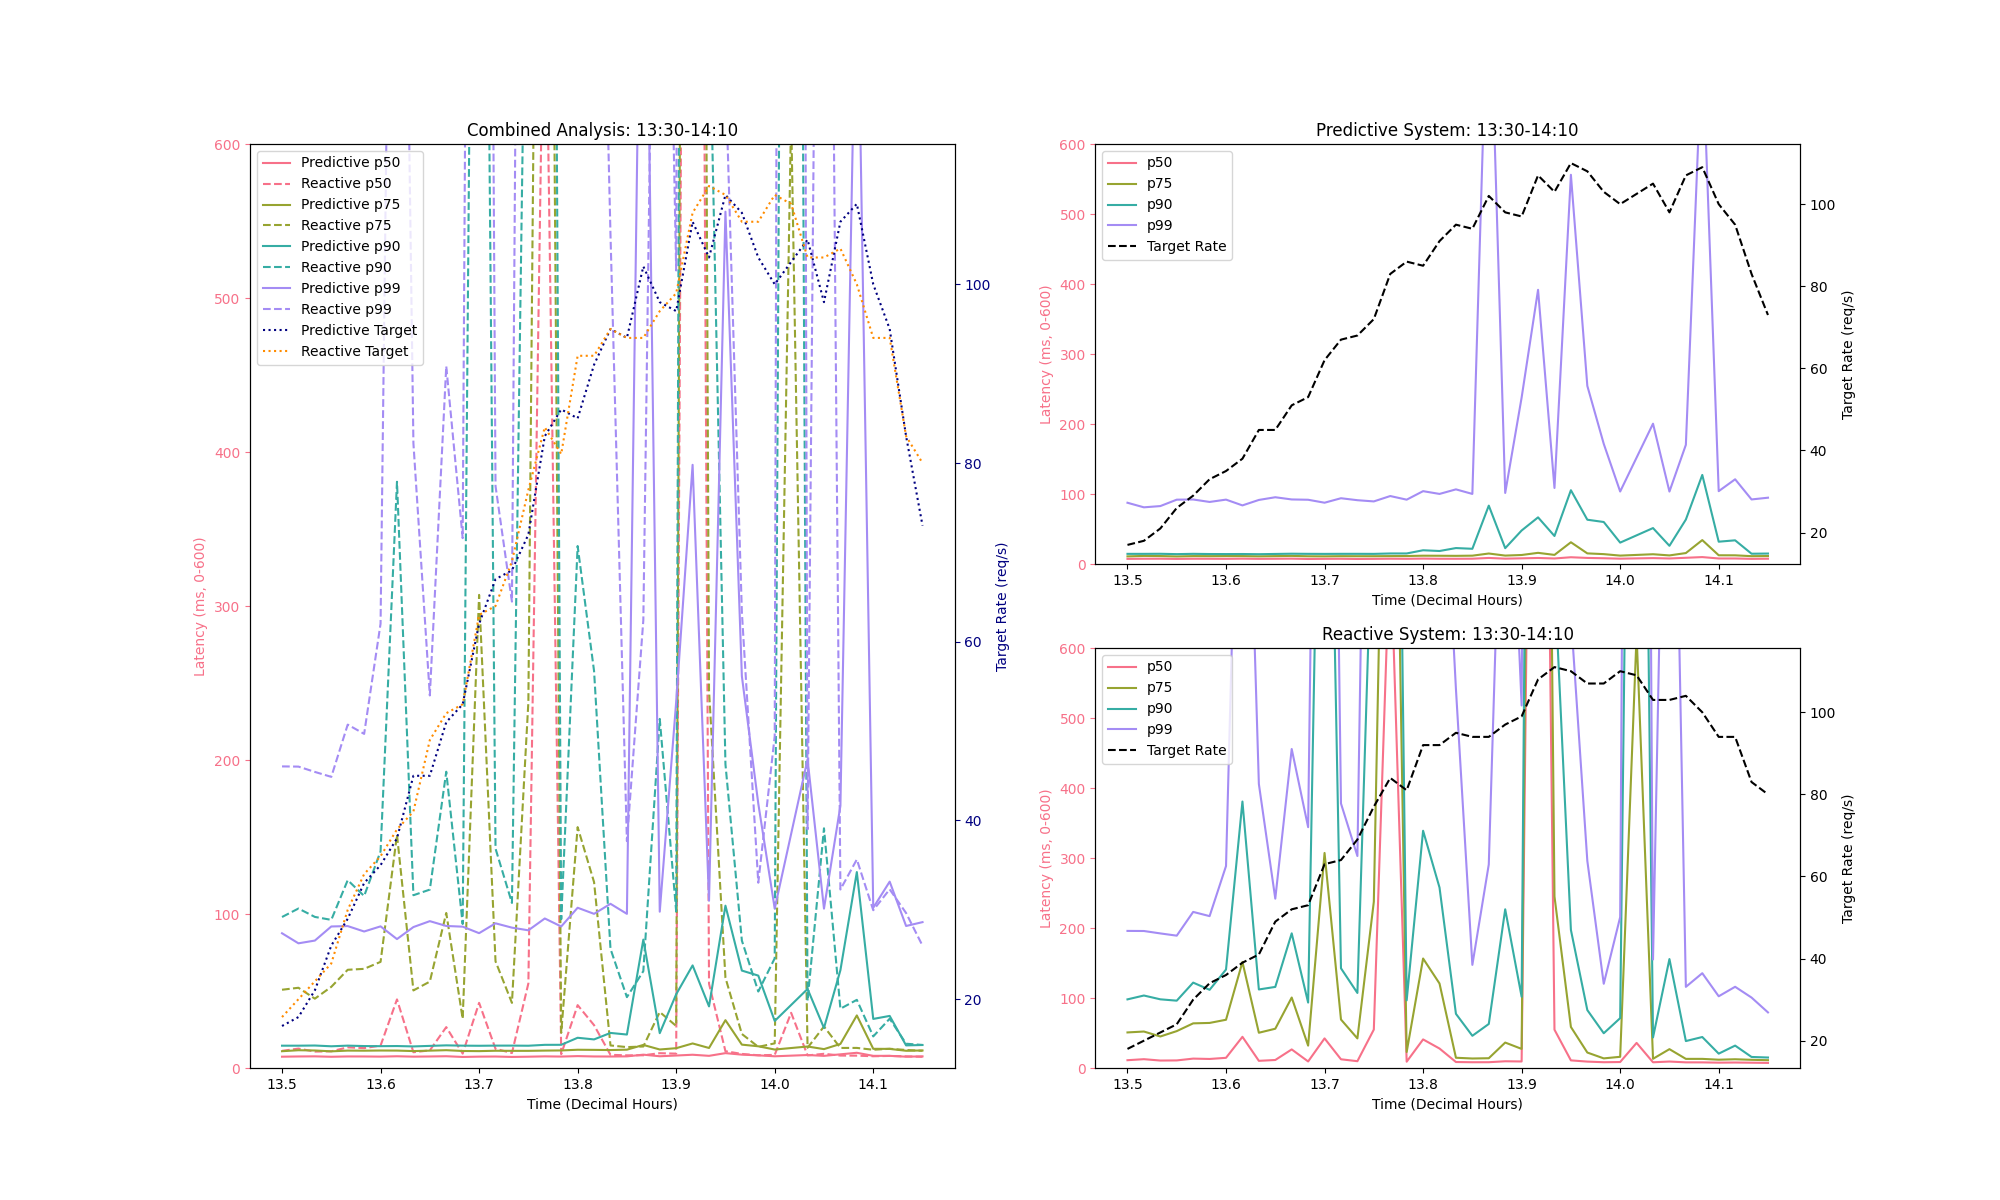 Combined Analysis: 13:30-14:10
Predictive p50
Reactive p50
Predictive p75
Reactive p75
Predictive p90
Reactive p90
Predictive p99
Reactive p99
Predictive Target
Reactive Target
600
500
400
300
200
100
0
Latency (ms, 0-600)
100
80
60
40
20
Target Rate (req/s)
13.5 13.6 13.7 13.8 13.9 14.0 14.1
Time (Decimal Hours)
Predictive System: 13:30-14:10
p50
p75
p90
p99
Target Rate
600
500
400
300
200
100
0
Latency (ms, 0-600)
100
80
60
40
20
Target Rate (req/s)
13.5 13.6 13.7 13.8 13.9 14.0 14.1
Time (Decimal Hours)
Reactive System: 13:30-14:10
p50
p75
p90
p99
Target Rate
600
500
400
300
200
100
0
Latency (ms, 0-600)
100
80
60
40
20
Target Rate (req/s)
13.5 13.6 13.7 13.8 13.9 14.0 14.1
Time (Decimal Hours)